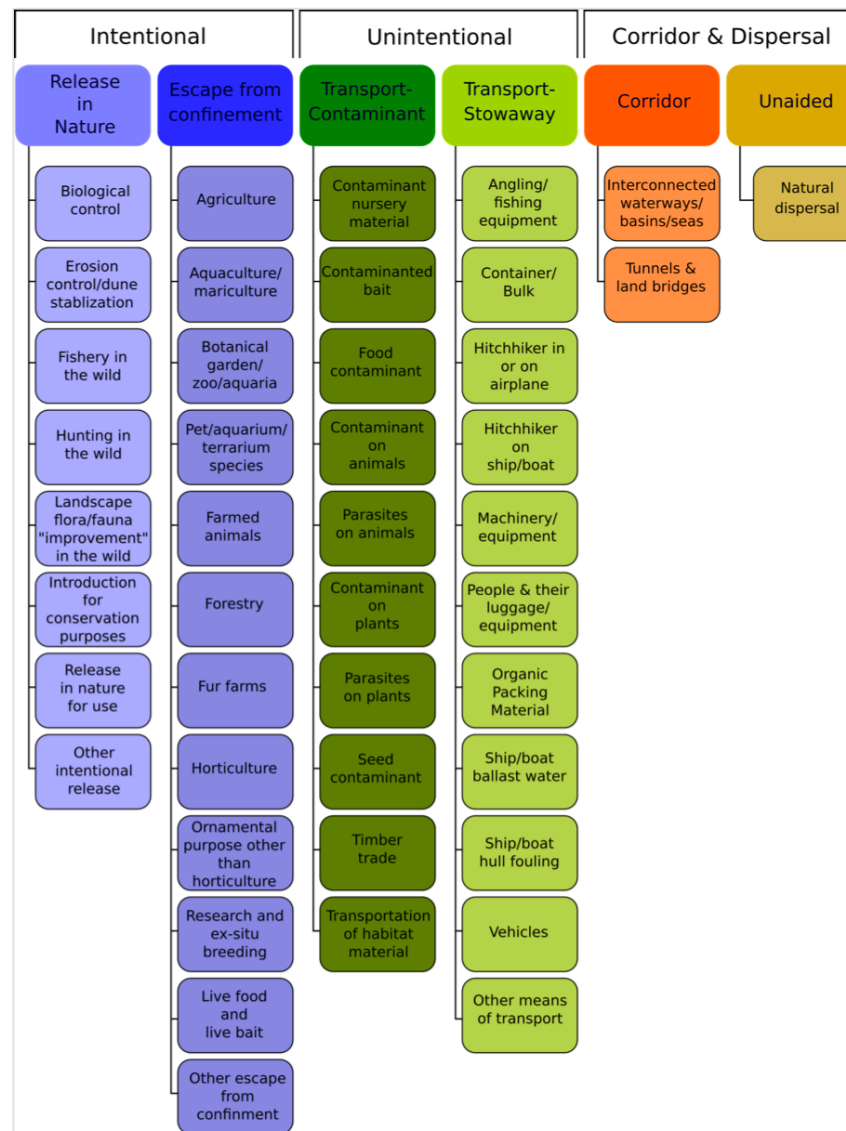 Intentional
Unintentional
Corridor & Dispersal
Release
in
Nature
Escape from
confinement
Transport-
Contaminant
Transport-
Stowaway
Corridor
Unaided
Biological
control
Erosion
control/dune
stablization
Fishery in
the wild
Hunting in
the wild
Landscape
flora/fauna
"improvement"
in the wild
Introduction
for
conservation
purposes
Release
in nature
for use
Other
intentional
release
Agriculture
Aquaculture/
mariculture
Botanical
garden/
zoo/aquaria
Pet/aquarium/
terrarium
species
Farmed
animals
Forestry
Fur farms
Horticulture
Ornamental
purpose other
than
horticulture
Research and
ex-situ
breeding
Live food
and
live bait
Other escape
from
confinment
Contaminant
nursery
material
Contaminanted
bait
Food
contaminant
Contaminant
on
animals
Parasites
on animals
Contaminant
on
plants
Parasites
on plants
Seed
contaminant
Timber
trade
Transportation
of habitat
material
Angling/
fishing
equipment
Container/
Bulk
Hitchhiker in
or on
airplane
Hitchhiker
on
ship/boat
Machinery/
equipment
People & their
luggage/
equipment
Organic
Packing
Material
Ship/boat
ballast water
Ship/boat
hull fouling
Vehicles
Other means
of transport
Interconnected
waterways/
basins/seas
Tunnels &
land bridges
Natural
dispersal